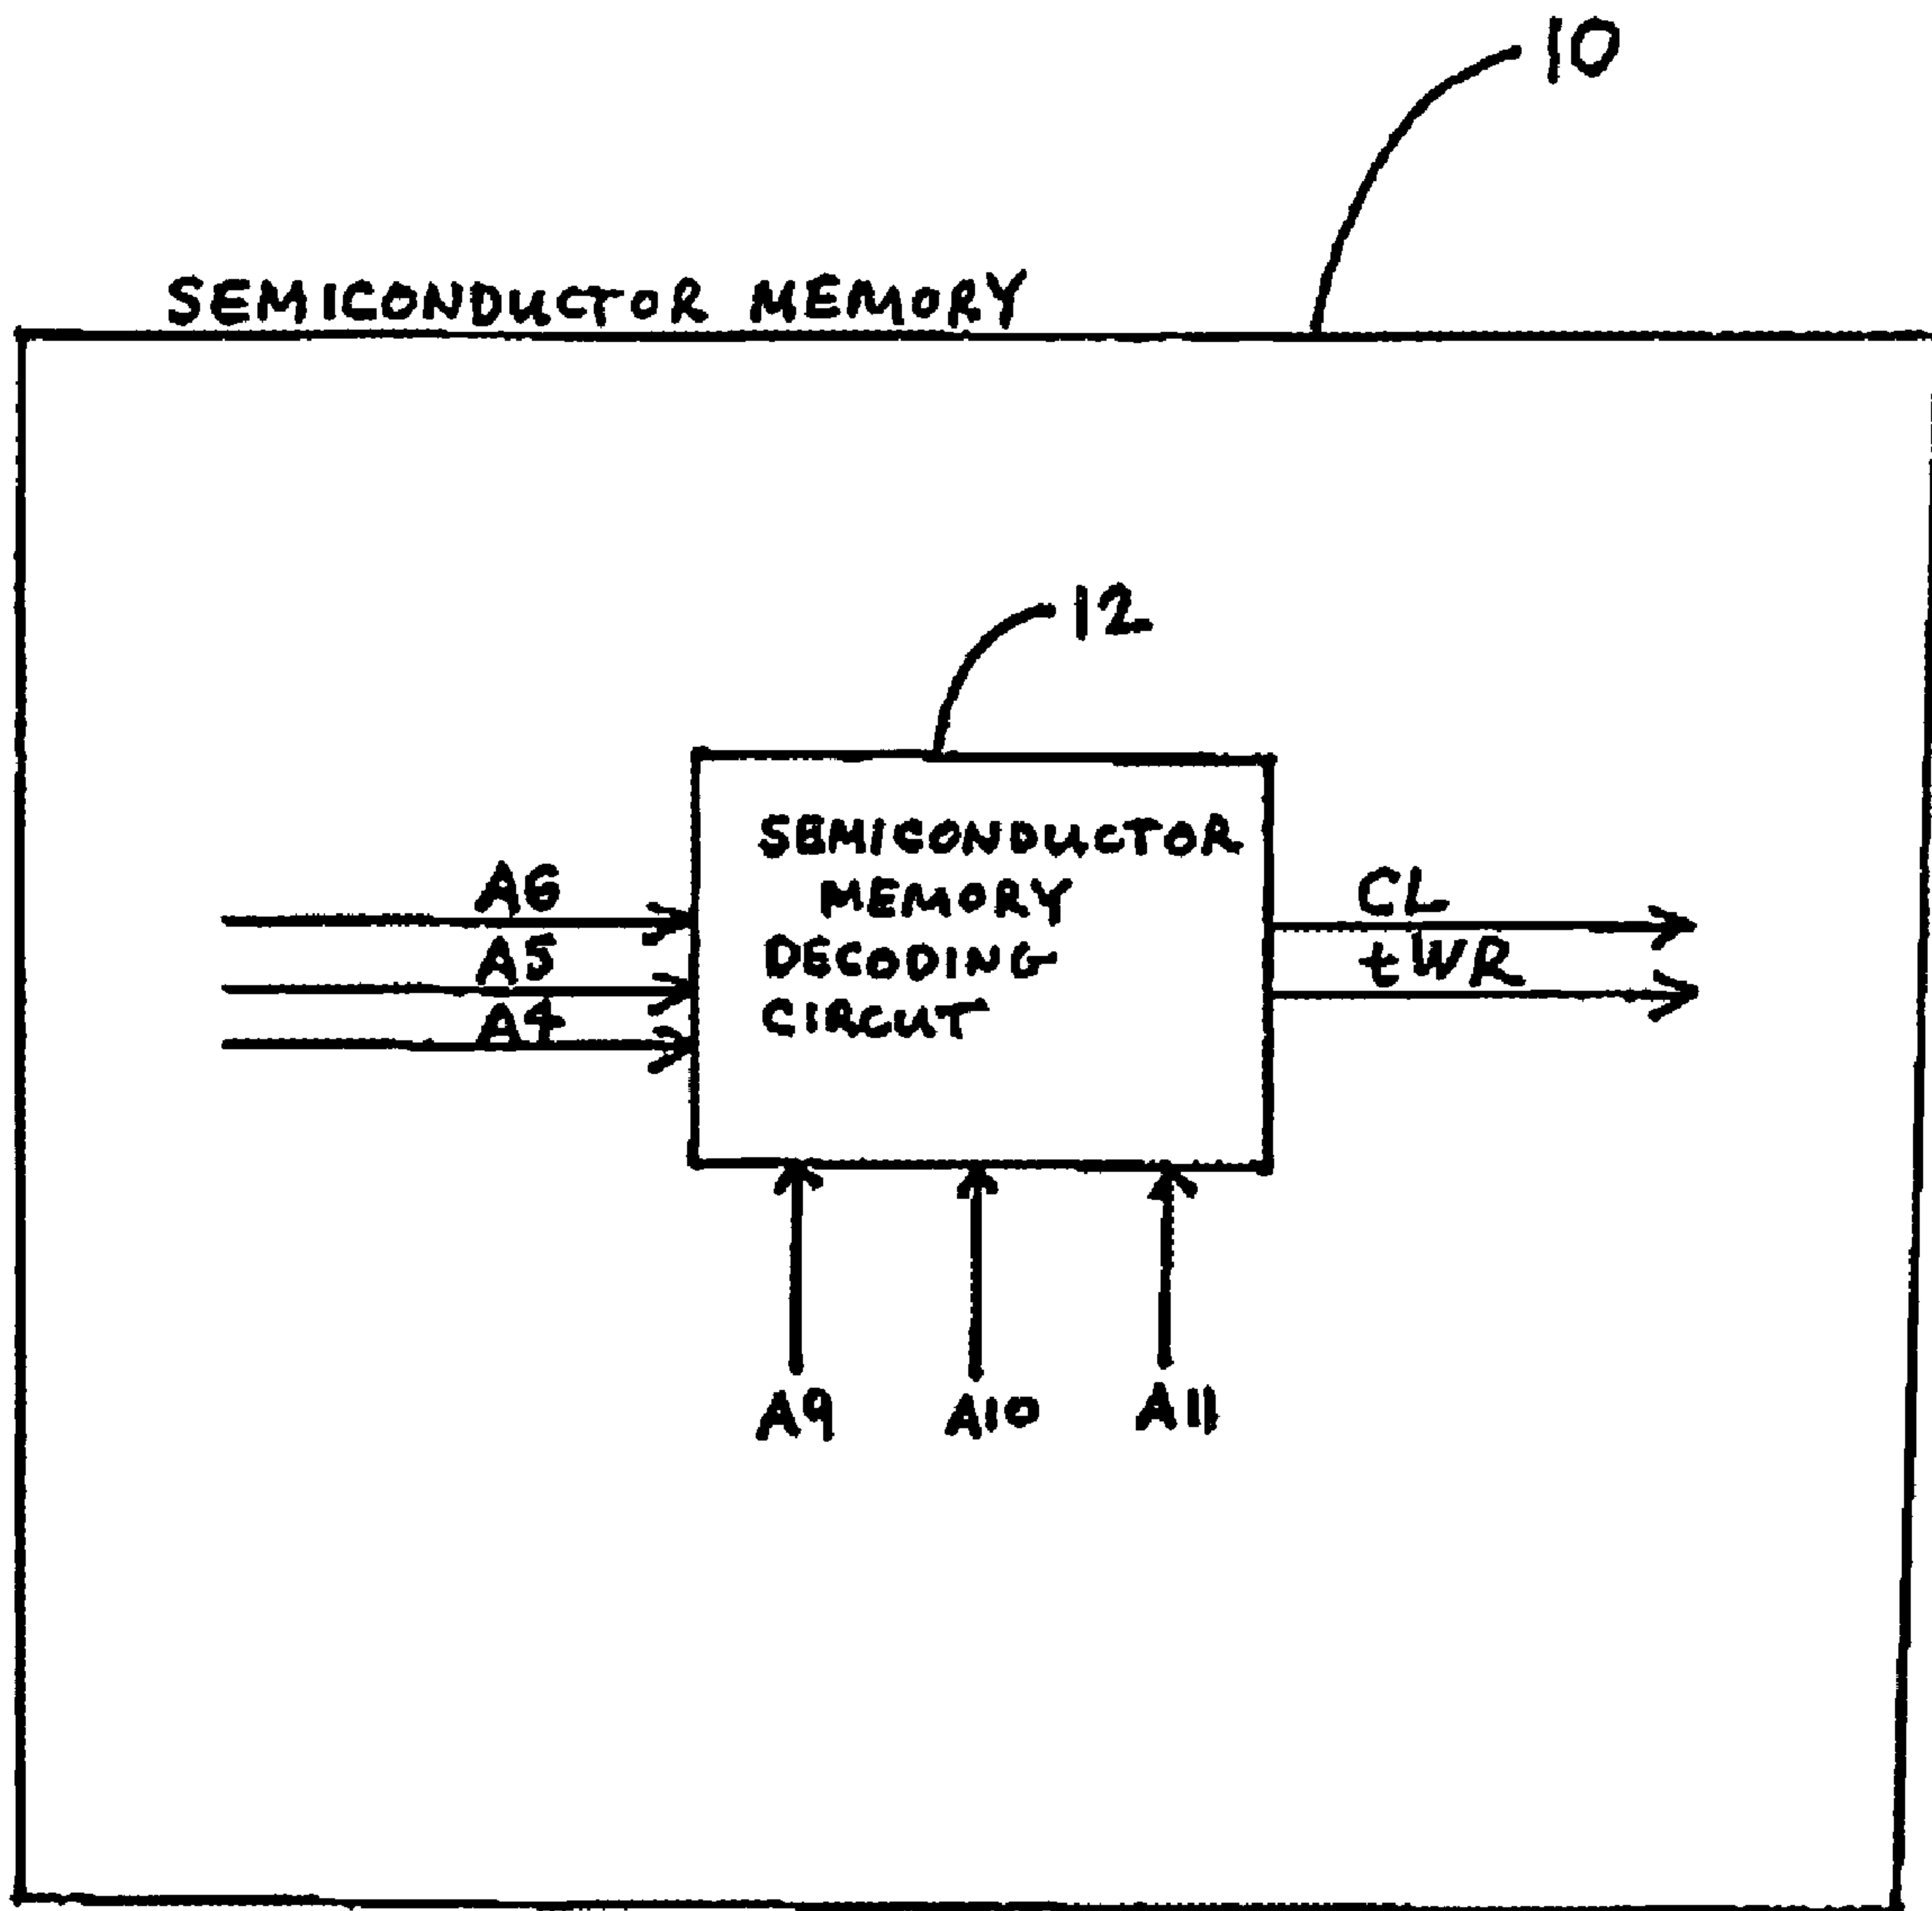 10
SEMICONDUCTOR MEMORY
12
SEMICONDUCTOR
MEMORY
DECODING
CIRCUT
A6
A5
A4
CL
tWR
A9
A10
A11